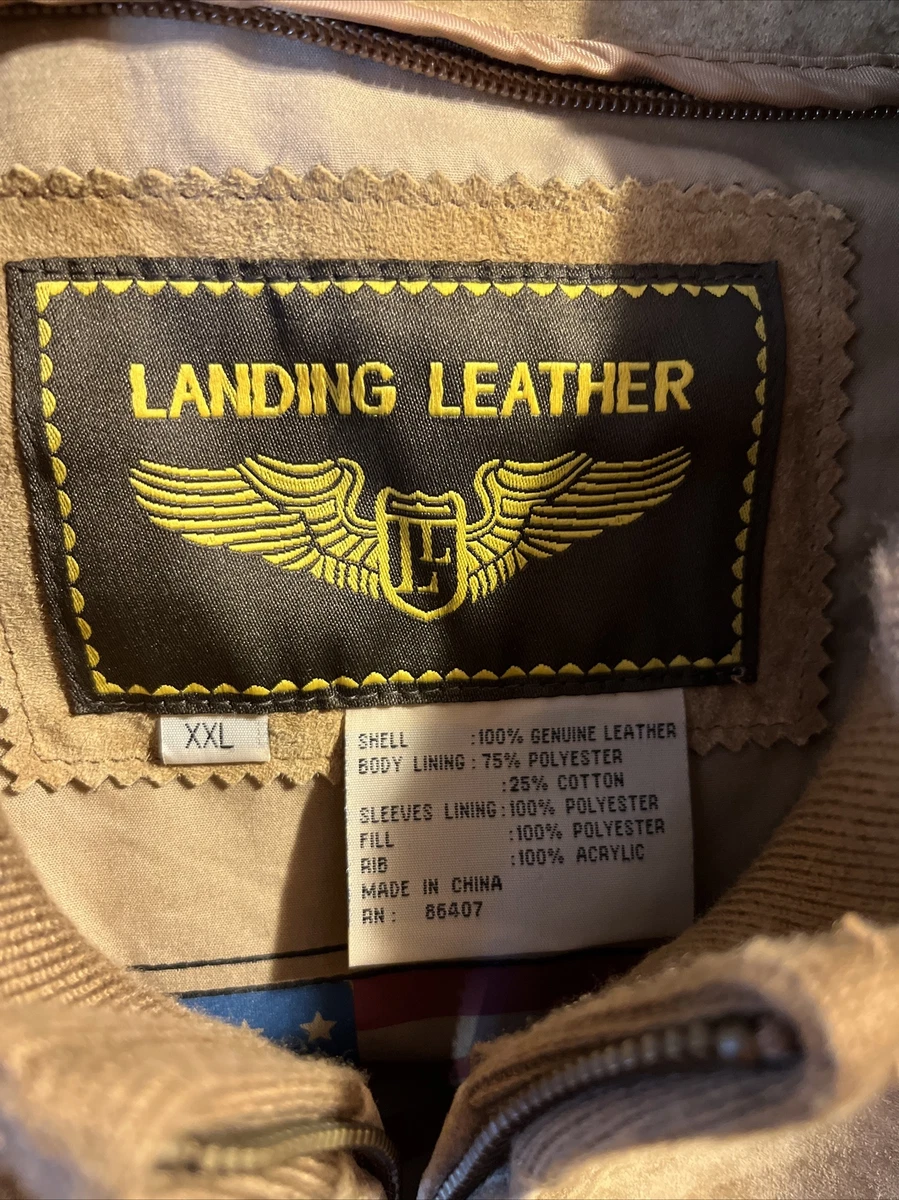 LANDING LEATHER
LL
XXL
SHELL :100% GENUINE LEATHER
BODY LINING : 75% POLYESTER
:25% COTTON
SLEEVES LINING:100% POLYESTER
FILL :100% POLYESTER
RIB :100% ACRYLIC
MADE IN CHINA
RN: 86407